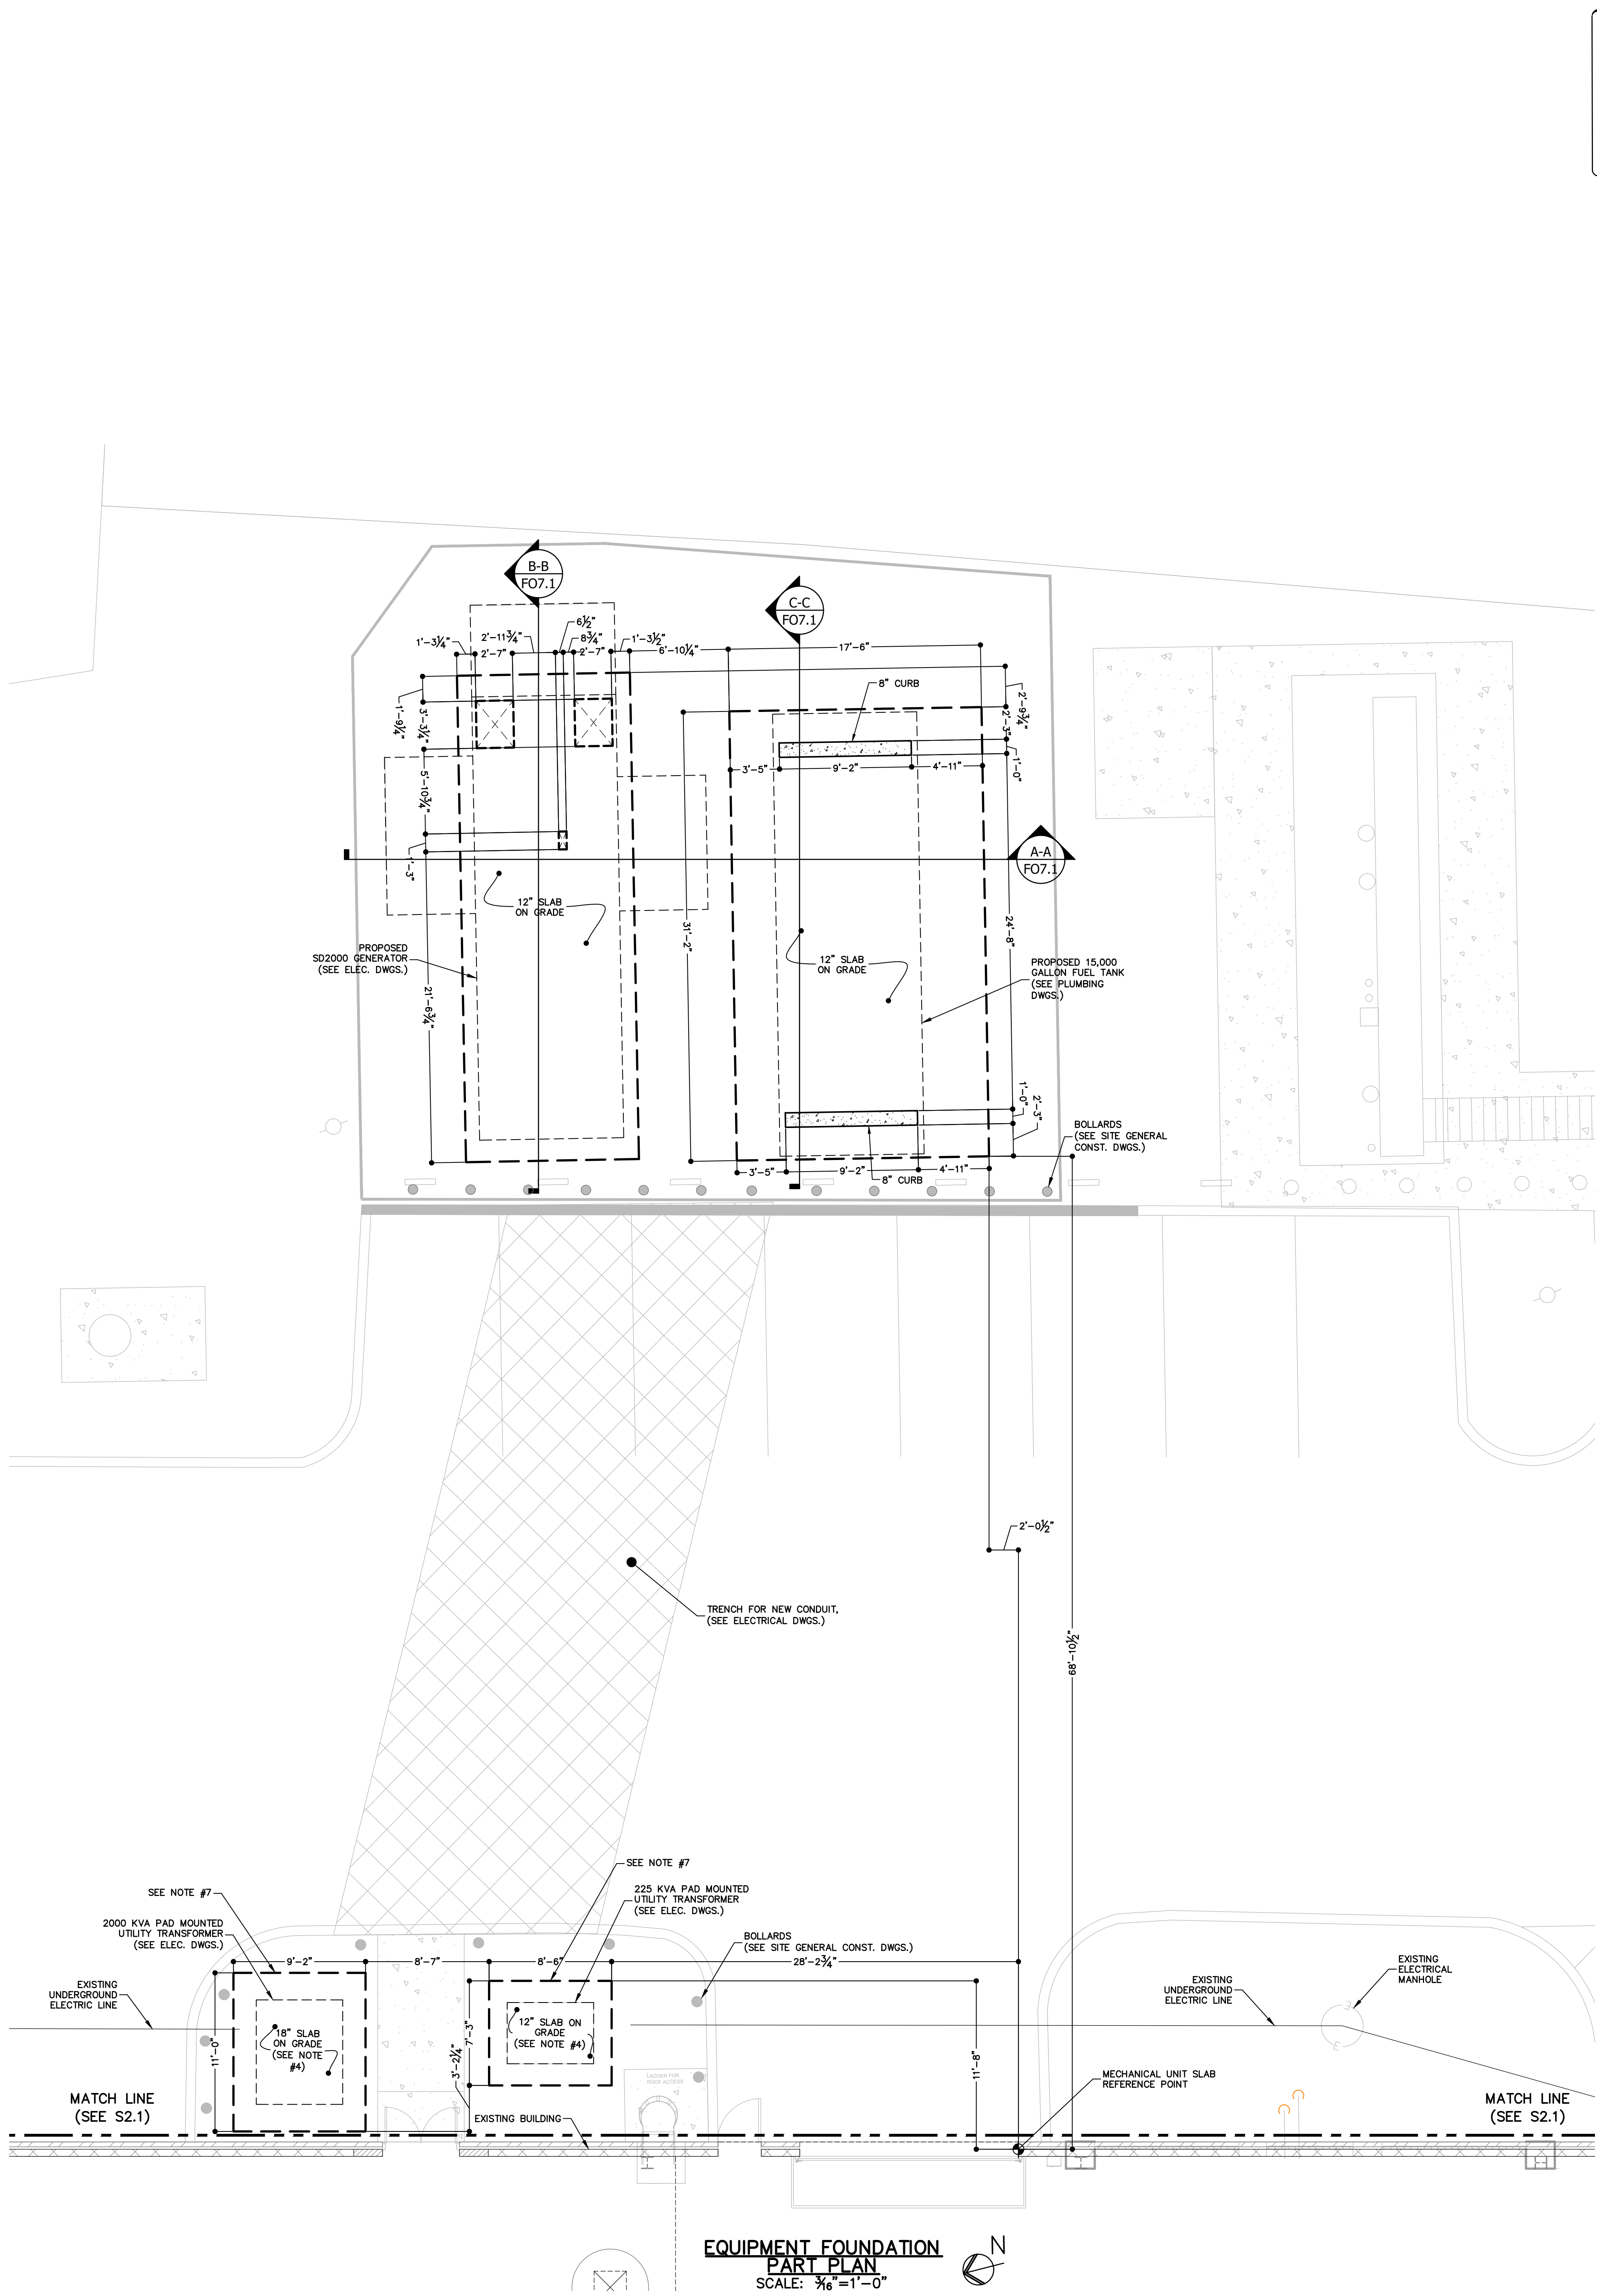 B-B
FO7.1
C-C
FO7.1
6½"
1'-3¼"
2'-11¾"
8¾"
1'-3½"
2'-7"
2'-7"
6'-10¼"
17'-6"
8" CURB
2'-9¾"
1'-9¼"
3'-3¼"
2'-3"
1'-0"
3'-5"
9'-2"
4'-11"
5'-10¾"
1'-3"
A-A
FO7.1
12" SLAB
ON GRADE
31'-2"
24'-8"
PROPOSED
SD2000 GENERATOR
(SEE ELEC. DWGS.)
12" SLAB
ON GRADE
PROPOSED 15,000
GALLON FUEL TANK
(SEE PLUMBING
DWGS.)
21'-6¾"
1'-0"
2'-3"
BOLLARDS
(SEE SITE GENERAL
CONST. DWGS.)
3'-5"
9'-2"
4'-11"
8" CURB
2'-0½"
TRENCH FOR NEW CONDUIT,
(SEE ELECTRICAL DWGS.)
68'-10½"
SEE NOTE #7
SEE NOTE #7
225 KVA PAD MOUNTED
UTILITY TRANSFORMER
(SEE ELEC. DWGS.)
2000 KVA PAD MOUNTED
UTILITY TRANSFORMER
(SEE ELEC. DWGS.)
BOLLARDS
(SEE SITE GENERAL CONST. DWGS.)
9'-2"
8'-7"
8'-6"
28'-2¾"
EXISTING
UNDERGROUND
ELECTRIC LINE
EXISTING
UNDERGROUND
ELECTRIC LINE
EXISTING
ELECTRICAL
MANHOLE
E
E
18" SLAB
ON GRADE
(SEE NOTE
#4)
12" SLAB ON
GRADE
(SEE NOTE #4)
11'-0"
7'-3"
3'-2¼"
11'-8"
LADDER FOR
ROOF ACCESS
MECHANICAL UNIT SLAB
REFERENCE POINT
MATCH LINE
(SEE S2.1)
MATCH LINE
(SEE S2.1)
EXISTING BUILDING
EQUIPMENT FOUNDATION
PART PLAN
SCALE: 3⁄16"=1'-0"
N